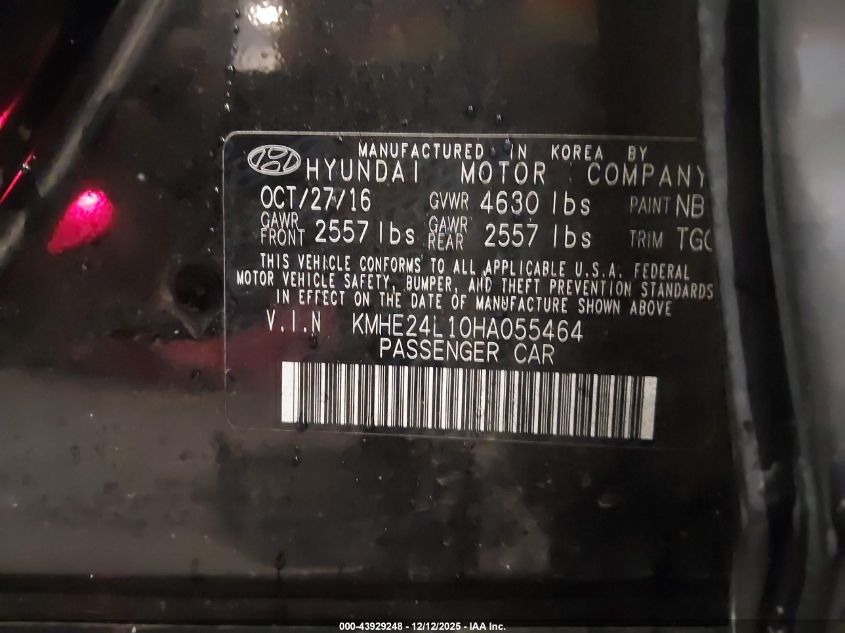 MANUFACTURED IN KOREA BY
HYUNDAI MOTOR COMPANY
OCT/27/16 GVWR 4630 lbs PAINT NB
GAWR FRONT 2557 lbs GAWR REAR 2557 lbs TRIM TGC
THIS VEHICLE CONFORMS TO ALL APPLICABLE U.S.A. FEDERAL
MOTOR VEHICLE SAFETY, BUMPER, AND THEFT PREVENTION STANDARDS
IN EFFECT ON THE DATE OF MANUFACTURE SHOWN ABOVE
V.I.N KMHE24L10HA055464
PASSENGER CAR
000-43929248 - 12/12/2025 - IAA Inc.